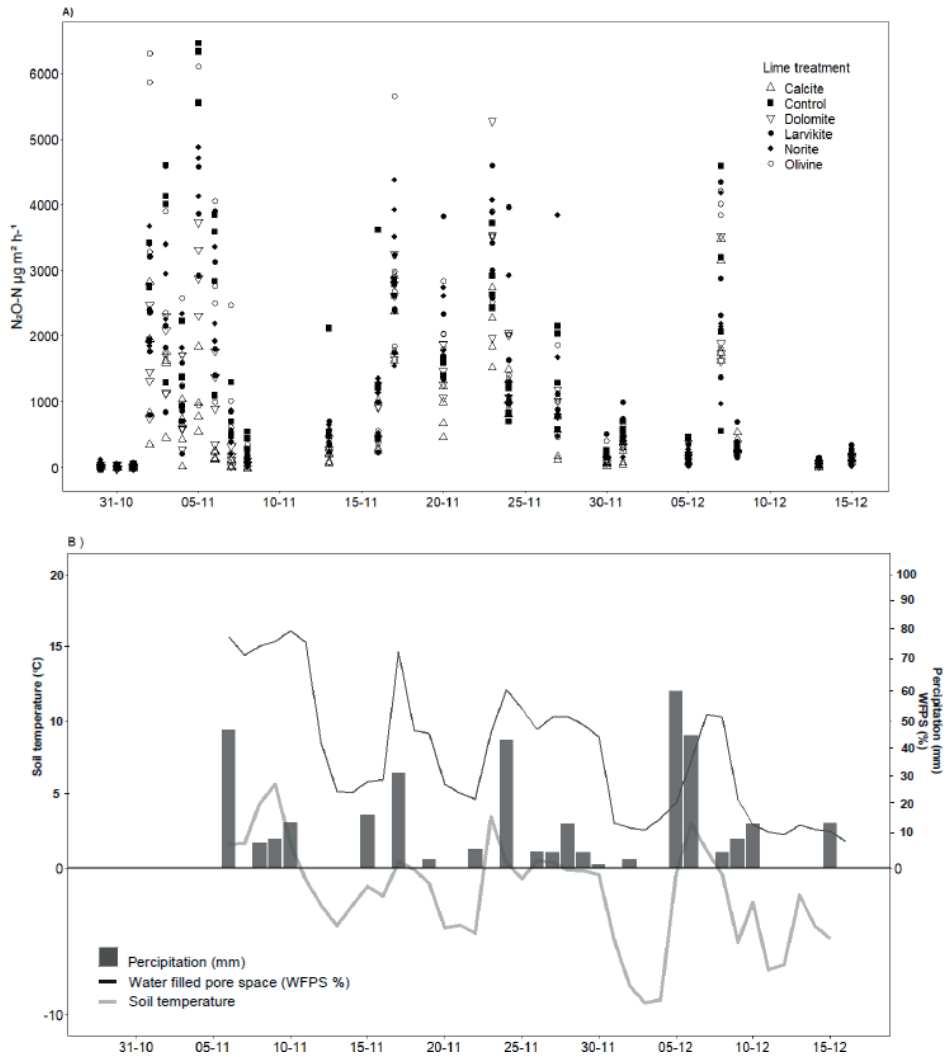 A)
6000
5000
4000
3000
2000
1000
0
N₂O-N µg m² h-¹
Lime treatment
Calcite
Control
Dolomite
Larvikite
Norite
Olivine
31-10 05-11 10-11 15-11 20-11 25-11 30-11 05-12 10-12 15-12
B )
20
15
10
5
0
-10
Soil temperature (°C)
100
90
80
70
60
50
40
30
20
10
0
Percipitation (mm)
WFPS (%)
Percipitation (mm)
Water filled pore space (WFPS %)
Soil temperature
31-10 05-11 10-11 15-11 20-11 25-11 30-11 05-12 10-12 15-12